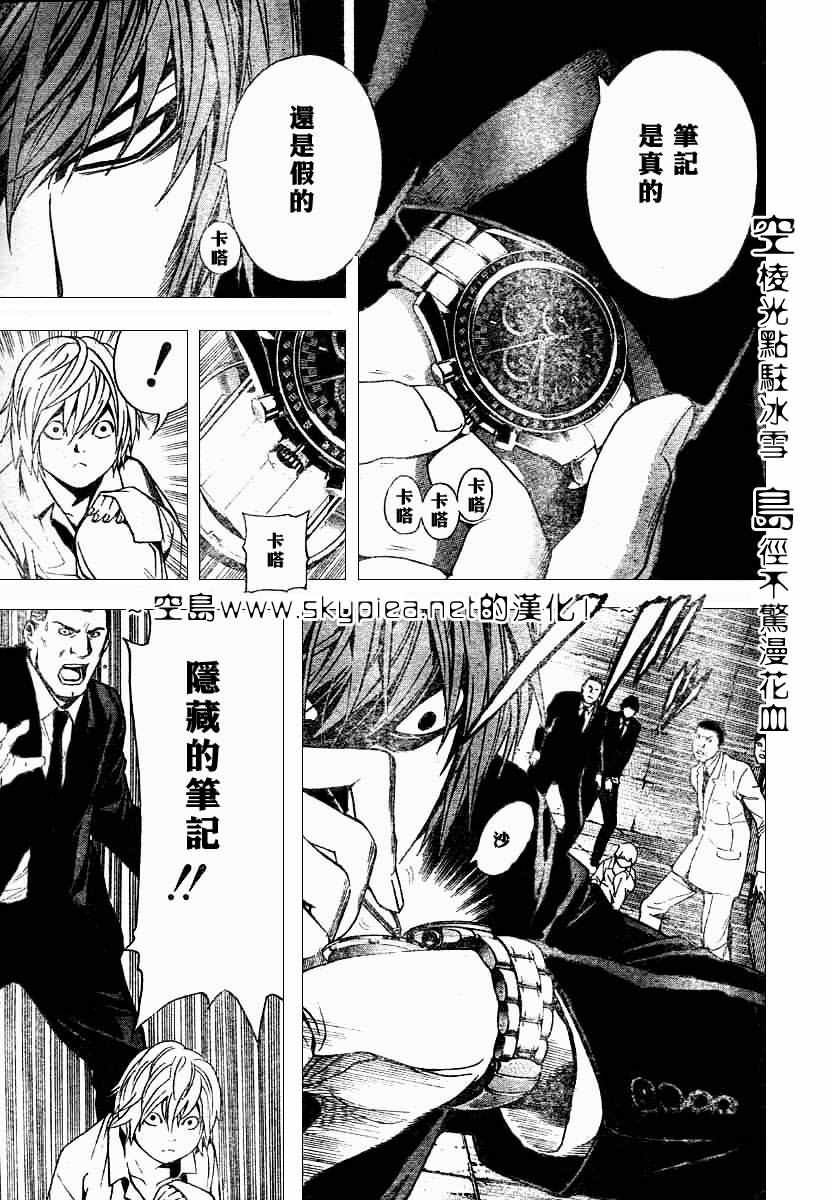 筆記
是真的
還是假的
卡嗒
卡嗒
卡嗒
卡嗒
卡嗒
！
~空島www.skypiea.net的漢化 ~
沙
隱藏的筆記!!
空棱光點駐冰雪 島徑不驚漫花血